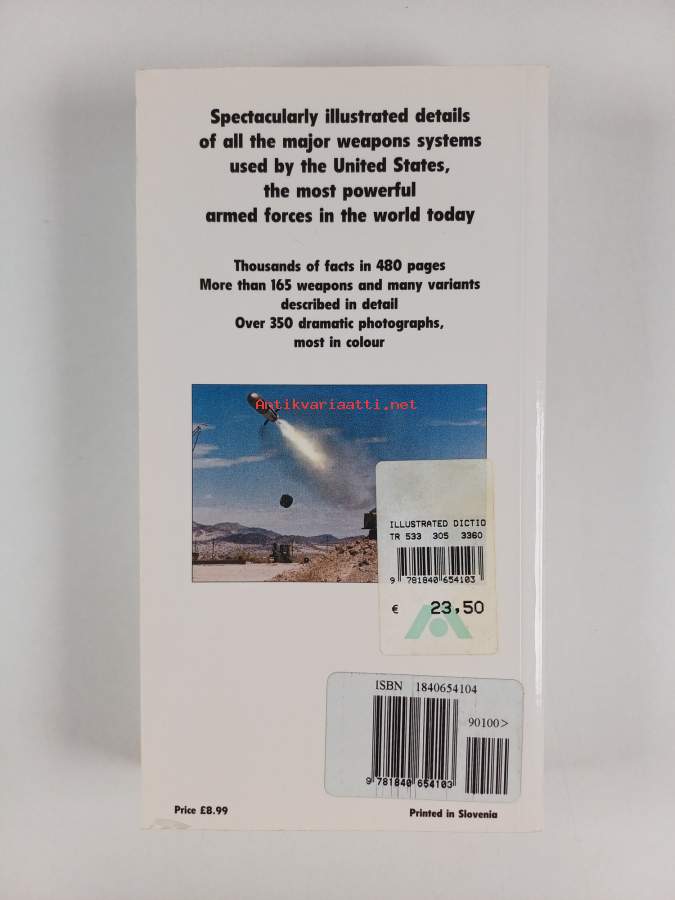 Spectacularly illustrated details
of all the major weapons systems
used by the United States,
the most powerful
armed forces in the world today
Thousands of facts in 480 pages
More than 165 weapons and many variants
described in detail
Over 350 dramatic photographs,
most in colour
Antikvariaatti.net
ILLUSTRATED DICTIO
TR 533 305 3360
9 781840 654103
€ 23,50
ISBN 1840654104
90100>
9 781840 654103
Price £8.99
Printed in Slovenia